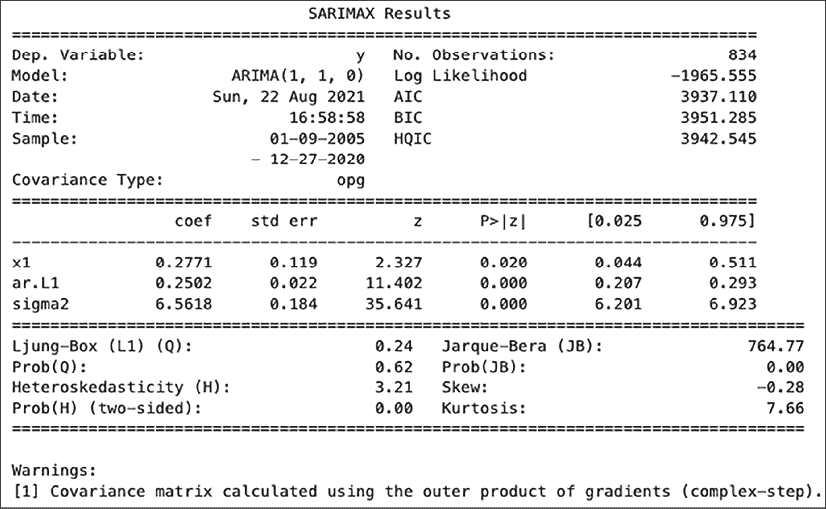 SARIMAX Results
==============================================================================
Dep. Variable: y No. Observations: 834
Model: ARIMA(1, 1, 0) Log Likelihood -1965.555
Date: Sun, 22 Aug 2021 AIC 3937.110
Time: 16:58:58 BIC 3951.285
Sample: 01-09-2005 HQIC 3942.545
- 12-27-2020
Covariance Type: opg
==============================================================================
coef std err z P>|z| [0.025 0.975]
------------------------------------------------------------------------------
x1 0.2771 0.119 2.327 0.020 0.044 0.511
ar.L1 0.2502 0.022 11.402 0.000 0.207 0.293
sigma2 6.5618 0.184 35.641 0.000 6.201 6.923
===================================================================================
Ljung-Box (L1) (Q): 0.24 Jarque-Bera (JB): 764.77
Prob(Q): 0.62 Prob(JB): 0.00
Heteroskedasticity (H): 3.21 Skew: -0.28
Prob(H) (two-sided): 0.00 Kurtosis: 7.66
===================================================================================
Warnings:
[1] Covariance matrix calculated using the outer product of gradients (complex-step).